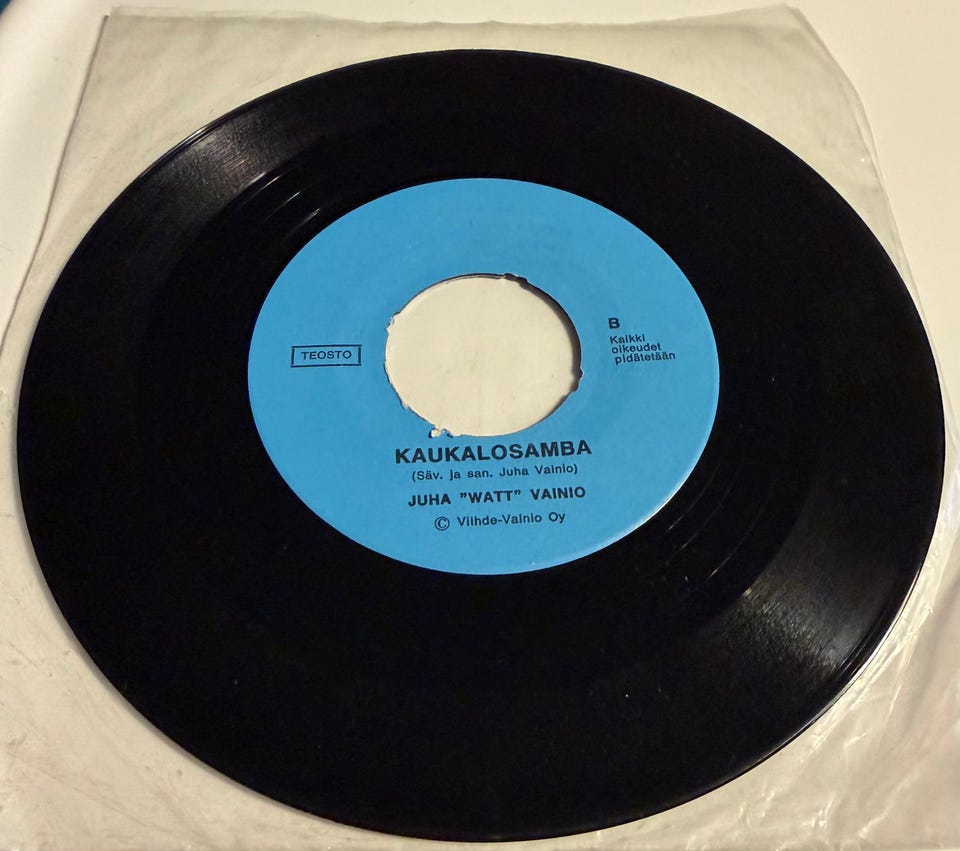 TEOSTO
B
Kaikki
oikeudet
pidätetään
KAUKALOSAMBA
(Säv. ja san. Juha Vainio)
JUHA ”WATT” VAINIO
© Viihde-Vainio Oy